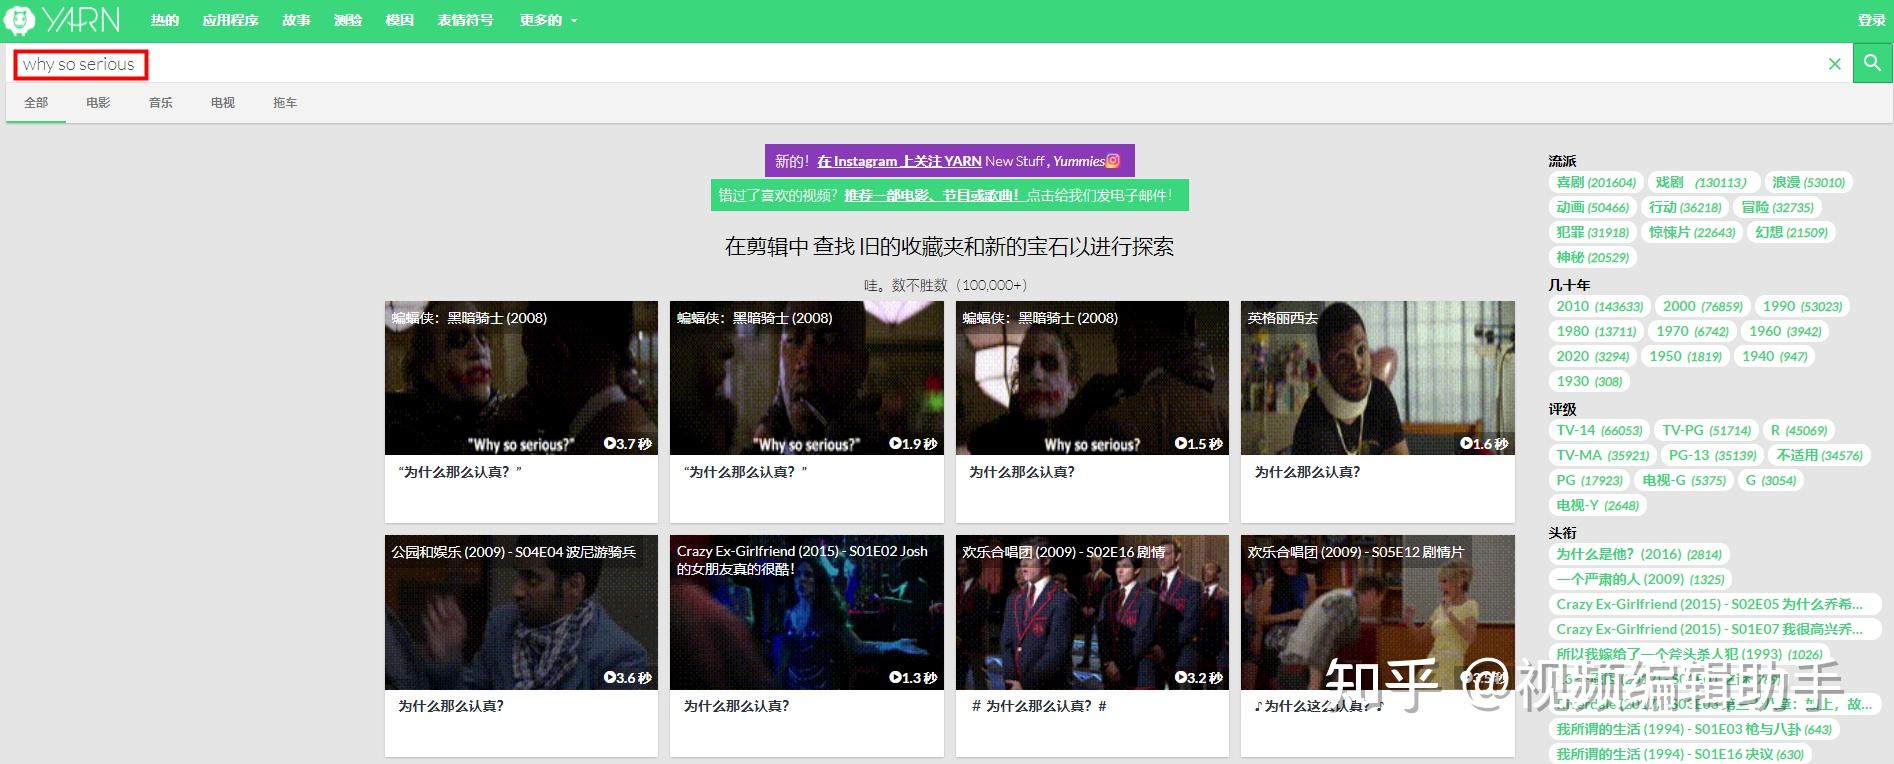 YARN 热的 应用程序 故事 测验 模因 表情符号 更多的 登录
why so serious
全部 电影 音乐 电视 拖车
新的！在 Instagram 上关注 YARN New Stuff , Yummies
错过了喜欢的视频？推荐一部电影、节目或歌曲！点击给我们发电子邮件！
在剪辑中 查找 旧的收藏夹和新的宝石以进行探索
哇。数不胜数（100,000+）
蝙蝠侠：黑暗骑士 (2008)
"Why so serious?" 3.7 秒
“为什么那么认真？”
蝙蝠侠：黑暗骑士 (2008)
"Why so serious?" 1.9 秒
“为什么那么认真？”
蝙蝠侠：黑暗骑士 (2008)
Why so serious? 1.5 秒
为什么那么认真？
英格丽西去
1.6 秒
为什么那么认真？
公园和娱乐 (2009) - S04E04 波尼游骑兵
3.6 秒
为什么那么认真？
Crazy Ex-Girlfriend (2015) - S01E02 Josh
的女朋友真的很酷！
1.3 秒
为什么那么认真？
欢乐合唱团 (2009) - S02E16 剧情
3.2 秒
# 为什么那么认真？#
欢乐合唱团 (2009) - S05E12 剧情片
3.5秒
♪为什么这么认真？♪
流派
喜剧 (201604) 戏剧 （130113） 浪漫 (53010)
动画 (50466) 行动 (36218) 冒险 (32735)
犯罪 (31918) 惊悚片 (22643) 幻想 (21509)
神秘 (20529)
几十年
2010 (143633) 2000 (76859) 1990 (53023)
1980 (13711) 1970 (6742) 1960 (3942)
2020 (3294) 1950 (1819) 1940 (947)
1930 (308)
评级
TV-14 (66053) TV-PG (51714) R (45069)
TV-MA (35921) PG-13 (35139) 不适用 (34576)
PG (17923) 电视-G (5375) G (3054)
电视-Y (2648)
头衔
为什么是他？(2016) (2814)
一个严肃的人 (2009) (1325)
Crazy Ex-Girlfriend (2015) - S02E05 为什么乔希...
Crazy Ex-Girlfriend (2015) - S01E07 我很高兴乔...
所以我嫁给了一个斧头杀人犯 (1993) (1026)
我所谓的生活 (1994) - S01E03 枪与八卦 (643)
我所谓的生活 (1994) - S01E16 决议 (630)
知乎 @视频编辑助手